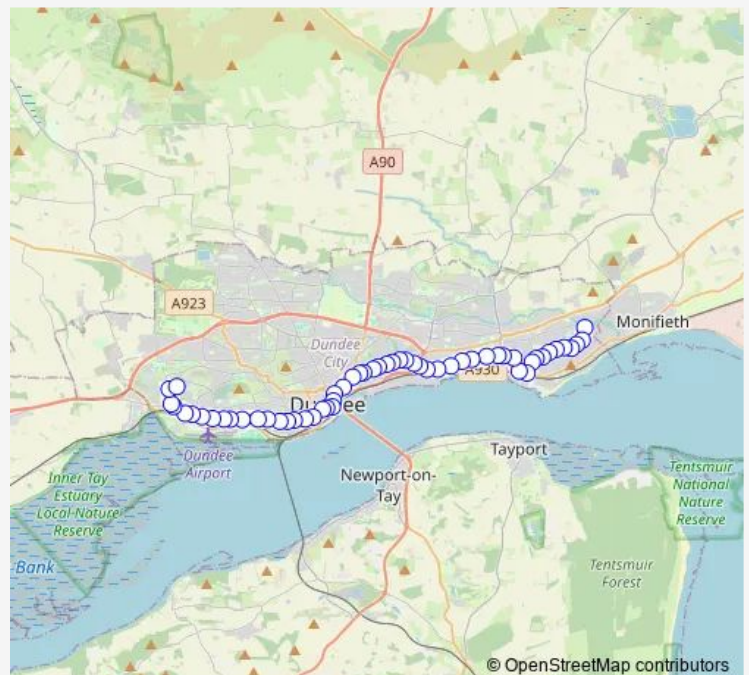 A90
A923
Monifieth
Dundee
City
A930
Dundee
Dundee
Airport
Tayport
Newport-on-
Tay
Inner Tay
Estuary
Local Nature
Reserve
Tentsmuir
National
Nature
Reserve
Bank
Tentsmuir
Forest
© OpenStreetMap contributors